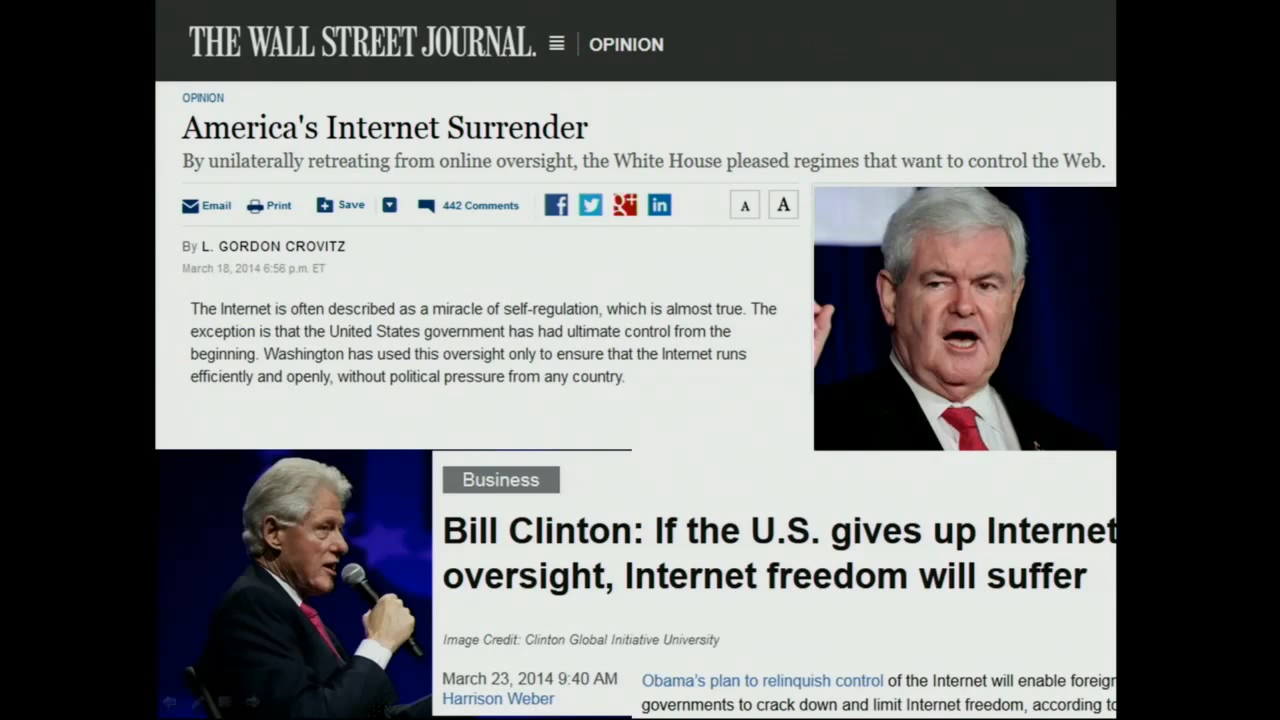 THE WALL STREET JOURNAL. OPINION
OPINION
America's Internet Surrender
By unilaterally retreating from online oversight, the White House pleased regimes that want to control the Web.
Email Print Save 442 Comments A A
By L. GORDON CROVITZ
March 18, 2014 6:56 p.m. ET
The Internet is often described as a miracle of self-regulation, which is almost true. The
exception is that the United States government has had ultimate control from the
beginning. Washington has used this oversight only to ensure that the Internet runs
efficiently and openly, without political pressure from any country.
Business
Bill Clinton: If the U.S. gives up Internet
oversight, Internet freedom will suffer
Image Credit: Clinton Global Initiative University
March 23, 2014 9:40 AM
Harrison Weber
Obama's plan to relinquish control of the Internet will enable foreign
governments to crack down and limit Internet freedom, according to